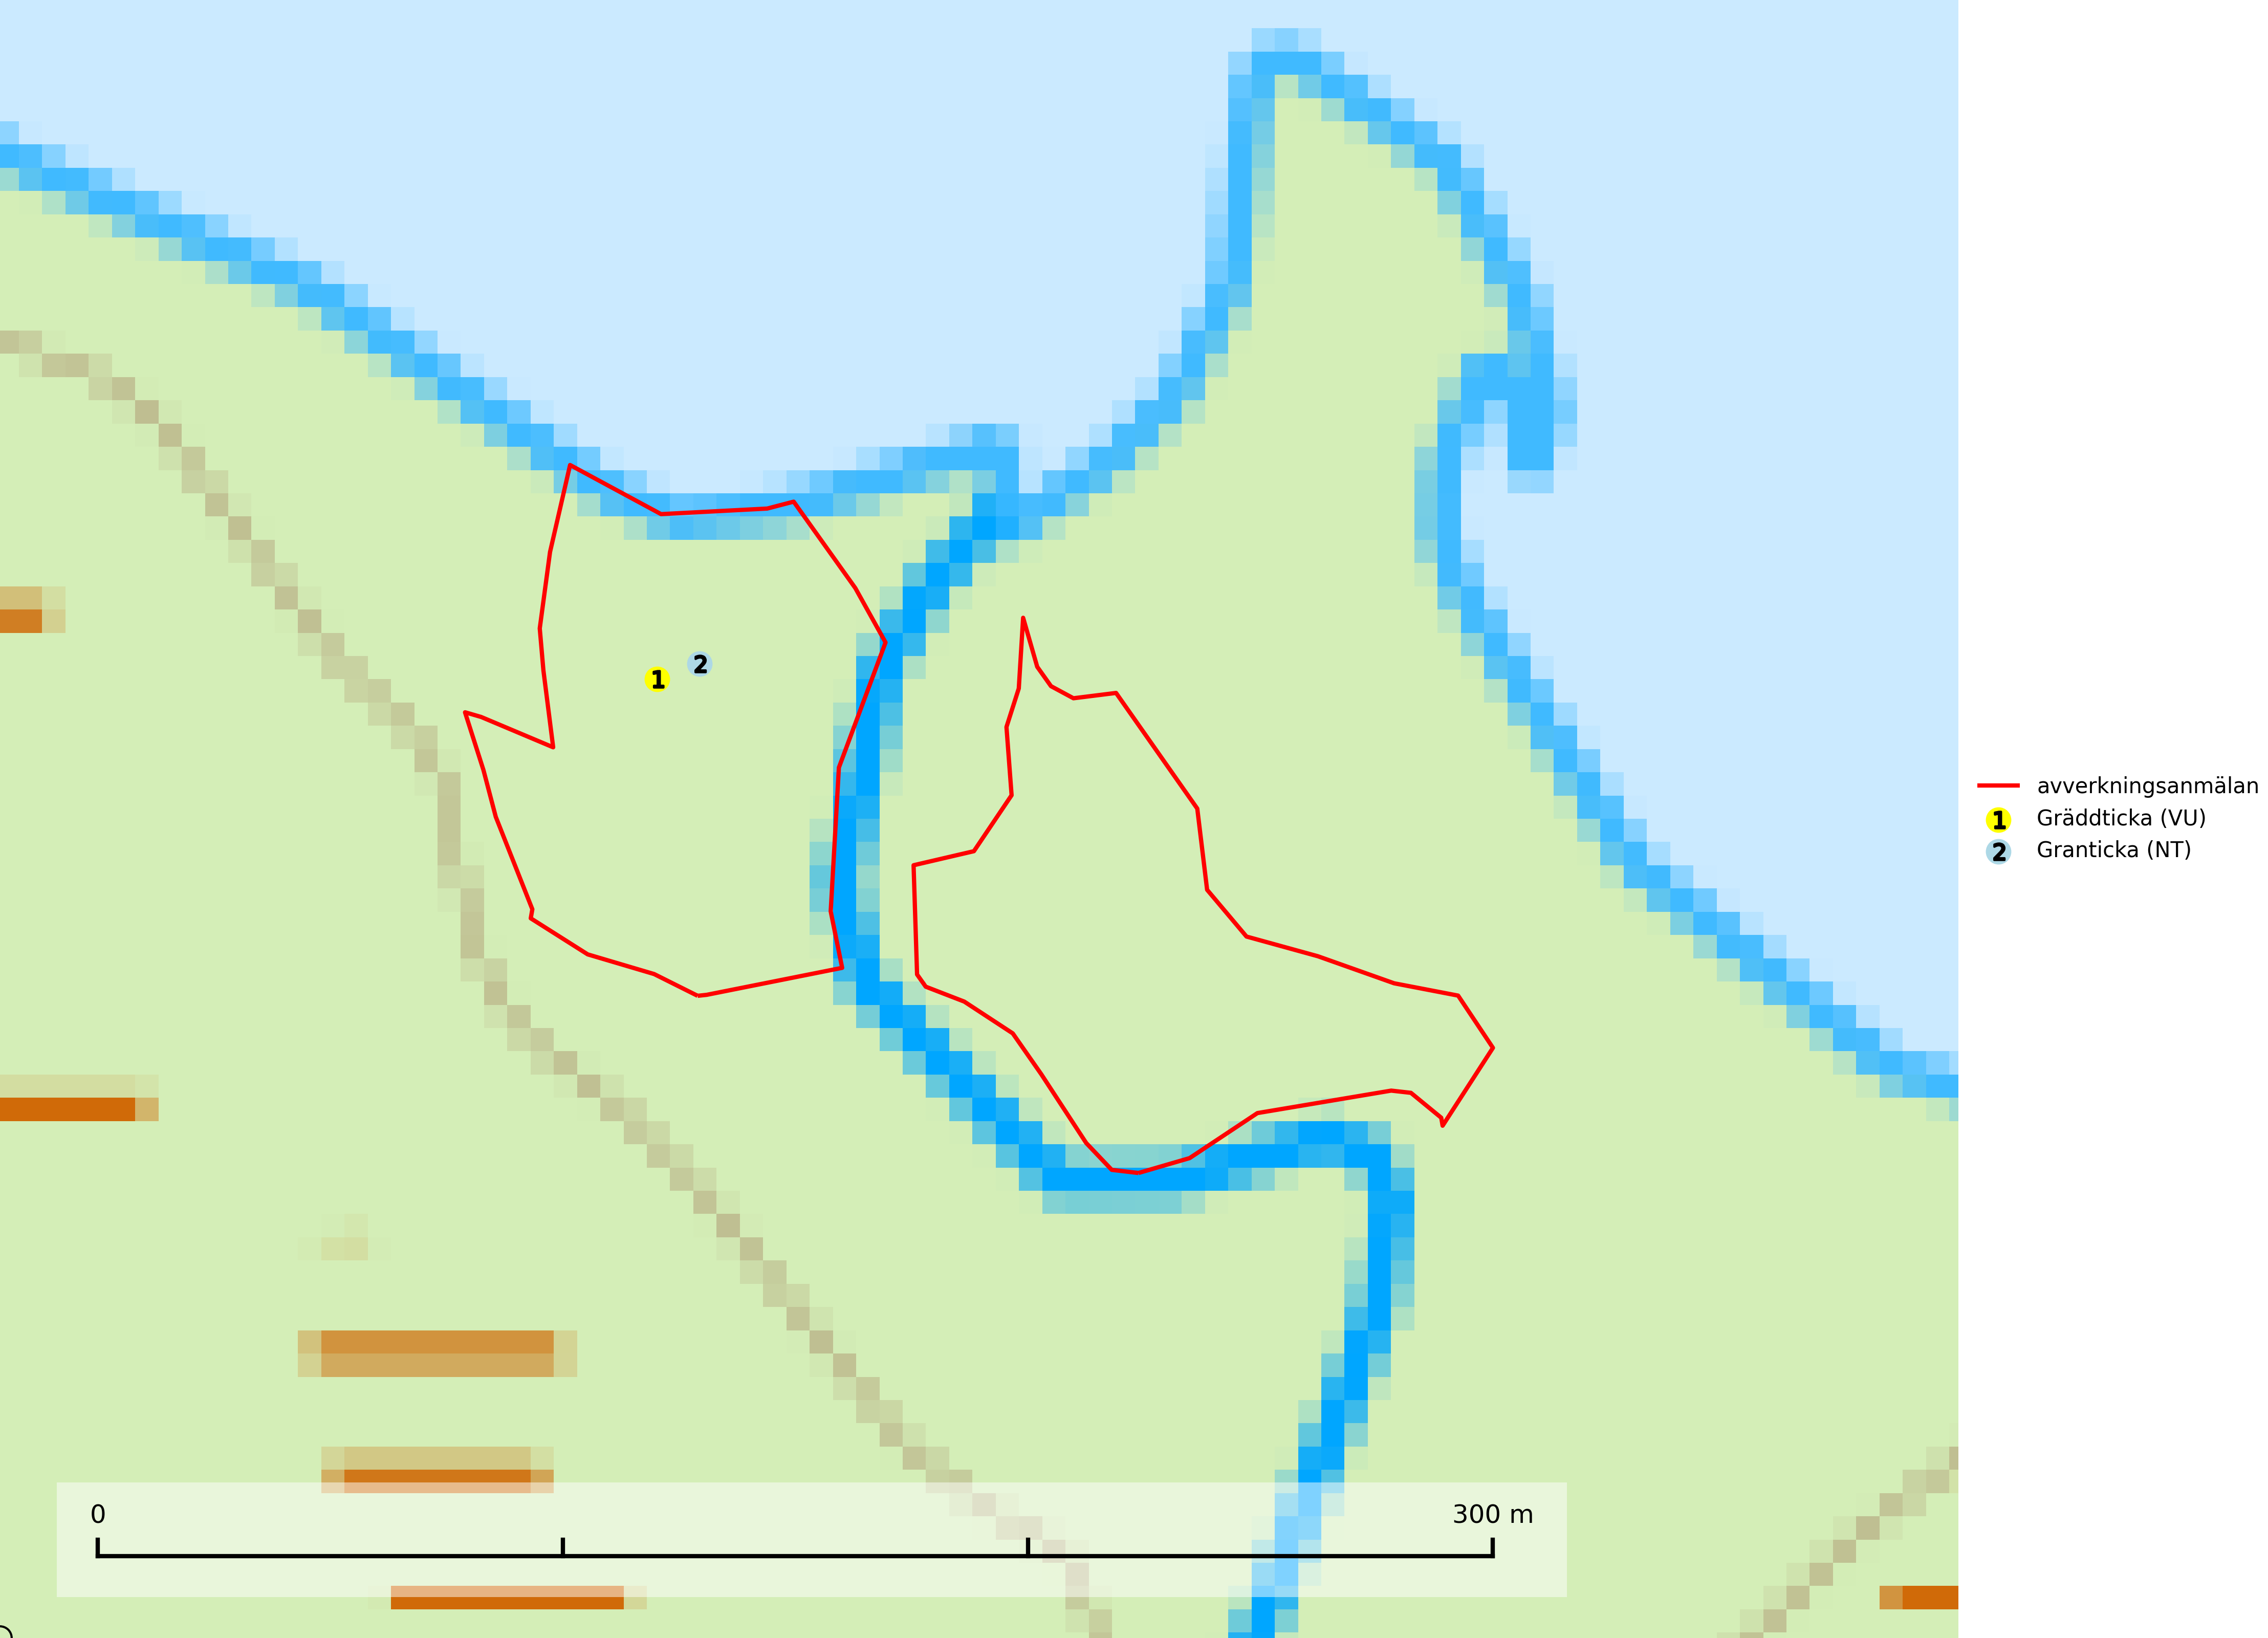 1
2
avverkningsanmälan
1 Gräddticka (VU)
2 Granticka (NT)
0
300 m